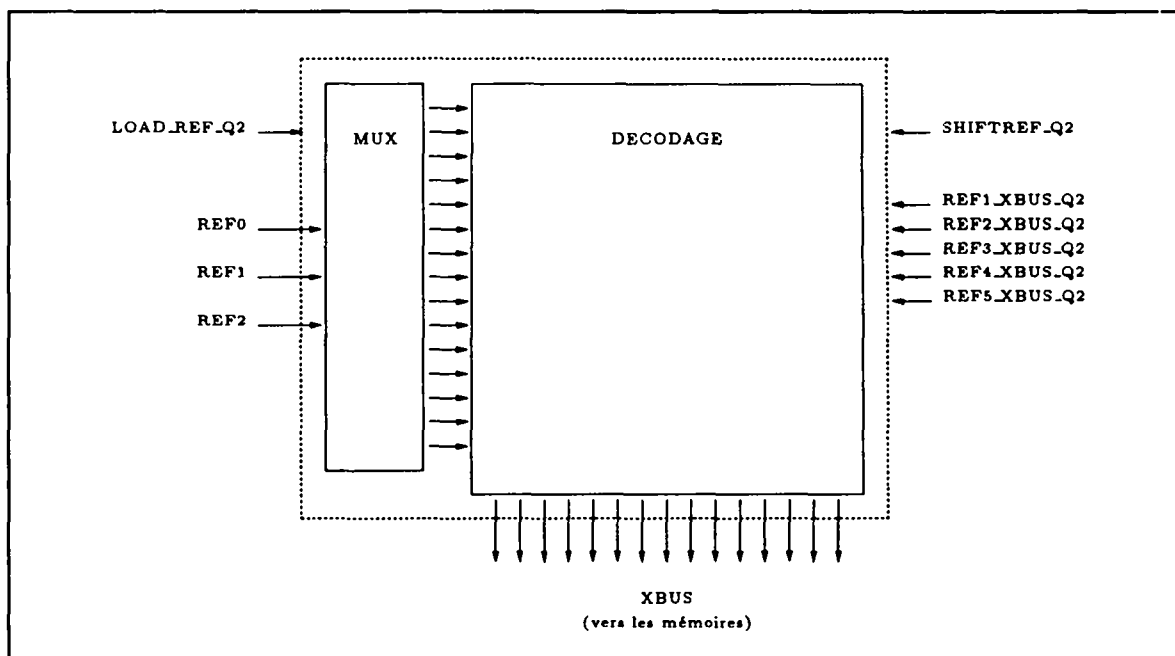 LOAD_REF_Q2
MUX
DECODAGE
SHIFTREF_Q2
REF0
REF1
REF2
REF1_XBUS_Q2
REF2_XBUS_Q2
REF3_XBUS_Q2
REF4_XBUS_Q2
REF5_XBUS_Q2
XBUS
(vers les mémoires)